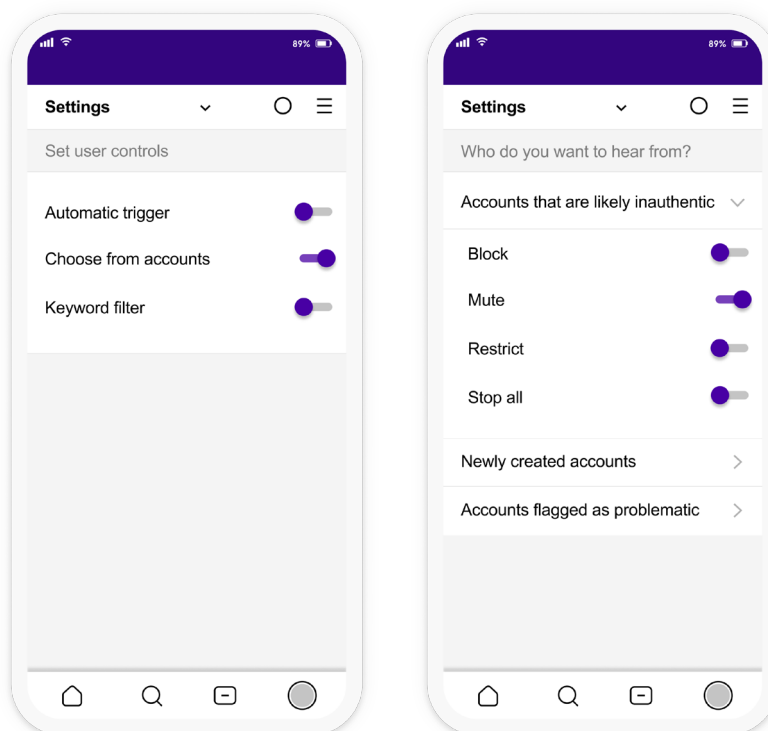 89%
Settings
Set user controls
Automatic trigger
Choose from accounts
Keyword filter
89%
Settings
Who do you want to hear from?
Accounts that are likely inauthentic
Block
Mute
Restrict
Stop all
Newly created accounts
Accounts flagged as problematic